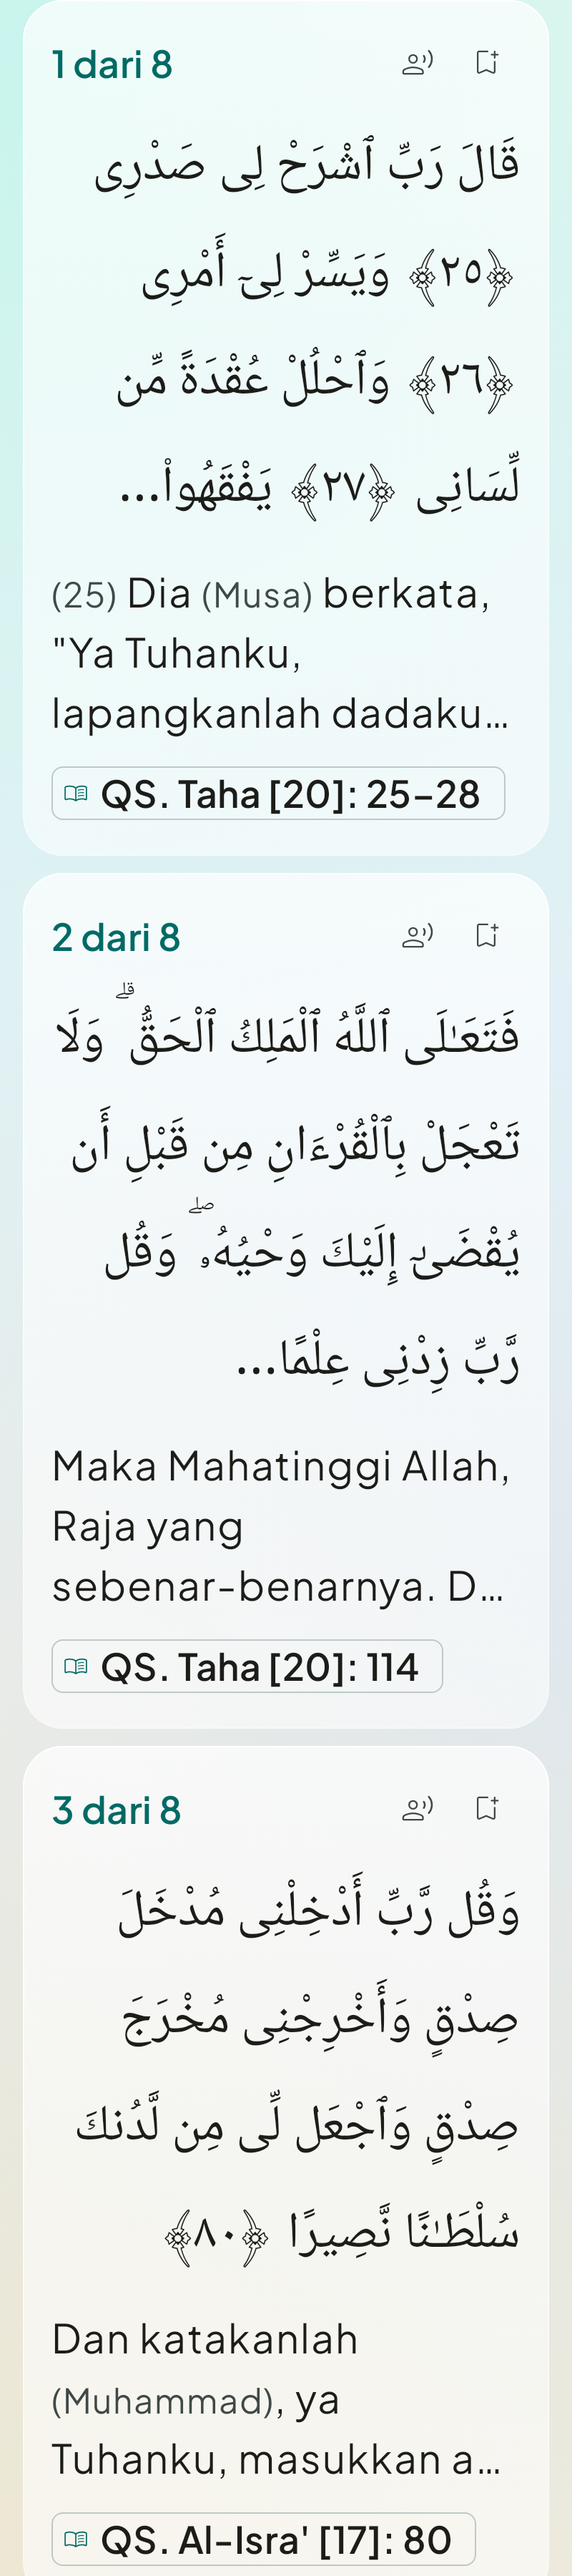 1 dari 8
قَالَ رَبِّ ٱشْرَحْ لِى صَدْرِى
﴿٢٥﴾ وَيَسِّرْ لِىٓ أَمْرِى
﴿٢٦﴾ وَٱحْلُلْ عُقْدَةً مِّن
لِّسَانِى ﴿٢٧﴾ يَفْقَهُوا۟...
(25) Dia (Musa) berkata,
"Ya Tuhanku,
lapangkanlah dadaku...
QS. Taha [20]: 25-28
2 dari 8
فَتَعَـٰلَى ٱللَّهُ ٱلْمَلِكُ ٱلْحَقُّ ۗ وَلَا
تَعْجَلْ بِٱلْقُرْءَانِ مِن قَبْلِ أَن
يُقْضَىٰٓ إِلَيْكَ وَحْيُهُۥ ۖ وَقُل
رَّبِّ زِدْنِى عِلْمًا...
Maka Mahatinggi Allah,
Raja yang
sebenar-benarnya. D...
QS. Taha [20]: 114
3 dari 8
وَقُل رَّبِّ أَدْخِلْنِى مُدْخَلَ
صِدْقٍ وَأَخْرِجْنِى مُخْرَجَ
صِدْقٍ وَٱجْعَل لِّى مِن لَّدُنكَ
سُلْطَـٰنًا نَّصِيرًا ﴿٨٠﴾
Dan katakanlah
(Muhammad), ya
Tuhanku, masukkan a...
QS. Al-Isra' [17]: 80